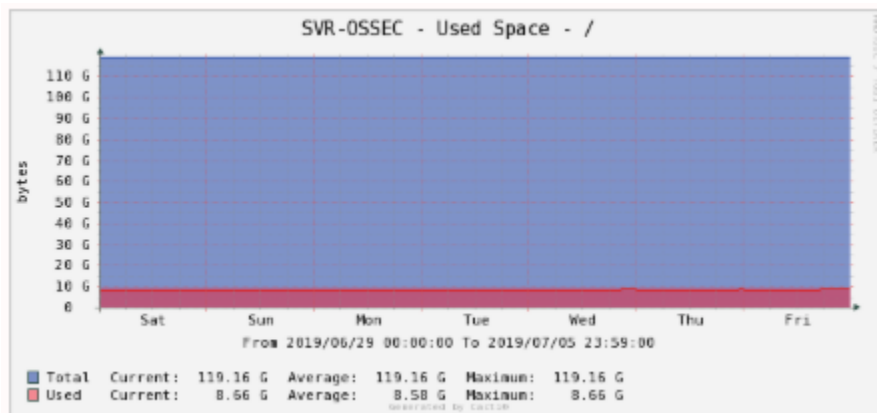 SVR-OSSEC - Used Space - /
bytes
110 G
100 G
90 G
80 G
70 G
60 G
50 G
40 G
30 G
20 G
10 G
0
Sat Sun Mon Tue Wed Thu Fri
From 2019/06/29 00:00:00 To 2019/07/05 23:59:00
Total Current: 119.16 G Average: 119.16 G Maximum: 119.16 G
Used Current: 8.66 G Average: 8.58 G Maximum: 8.66 G
Generated by Cacti®